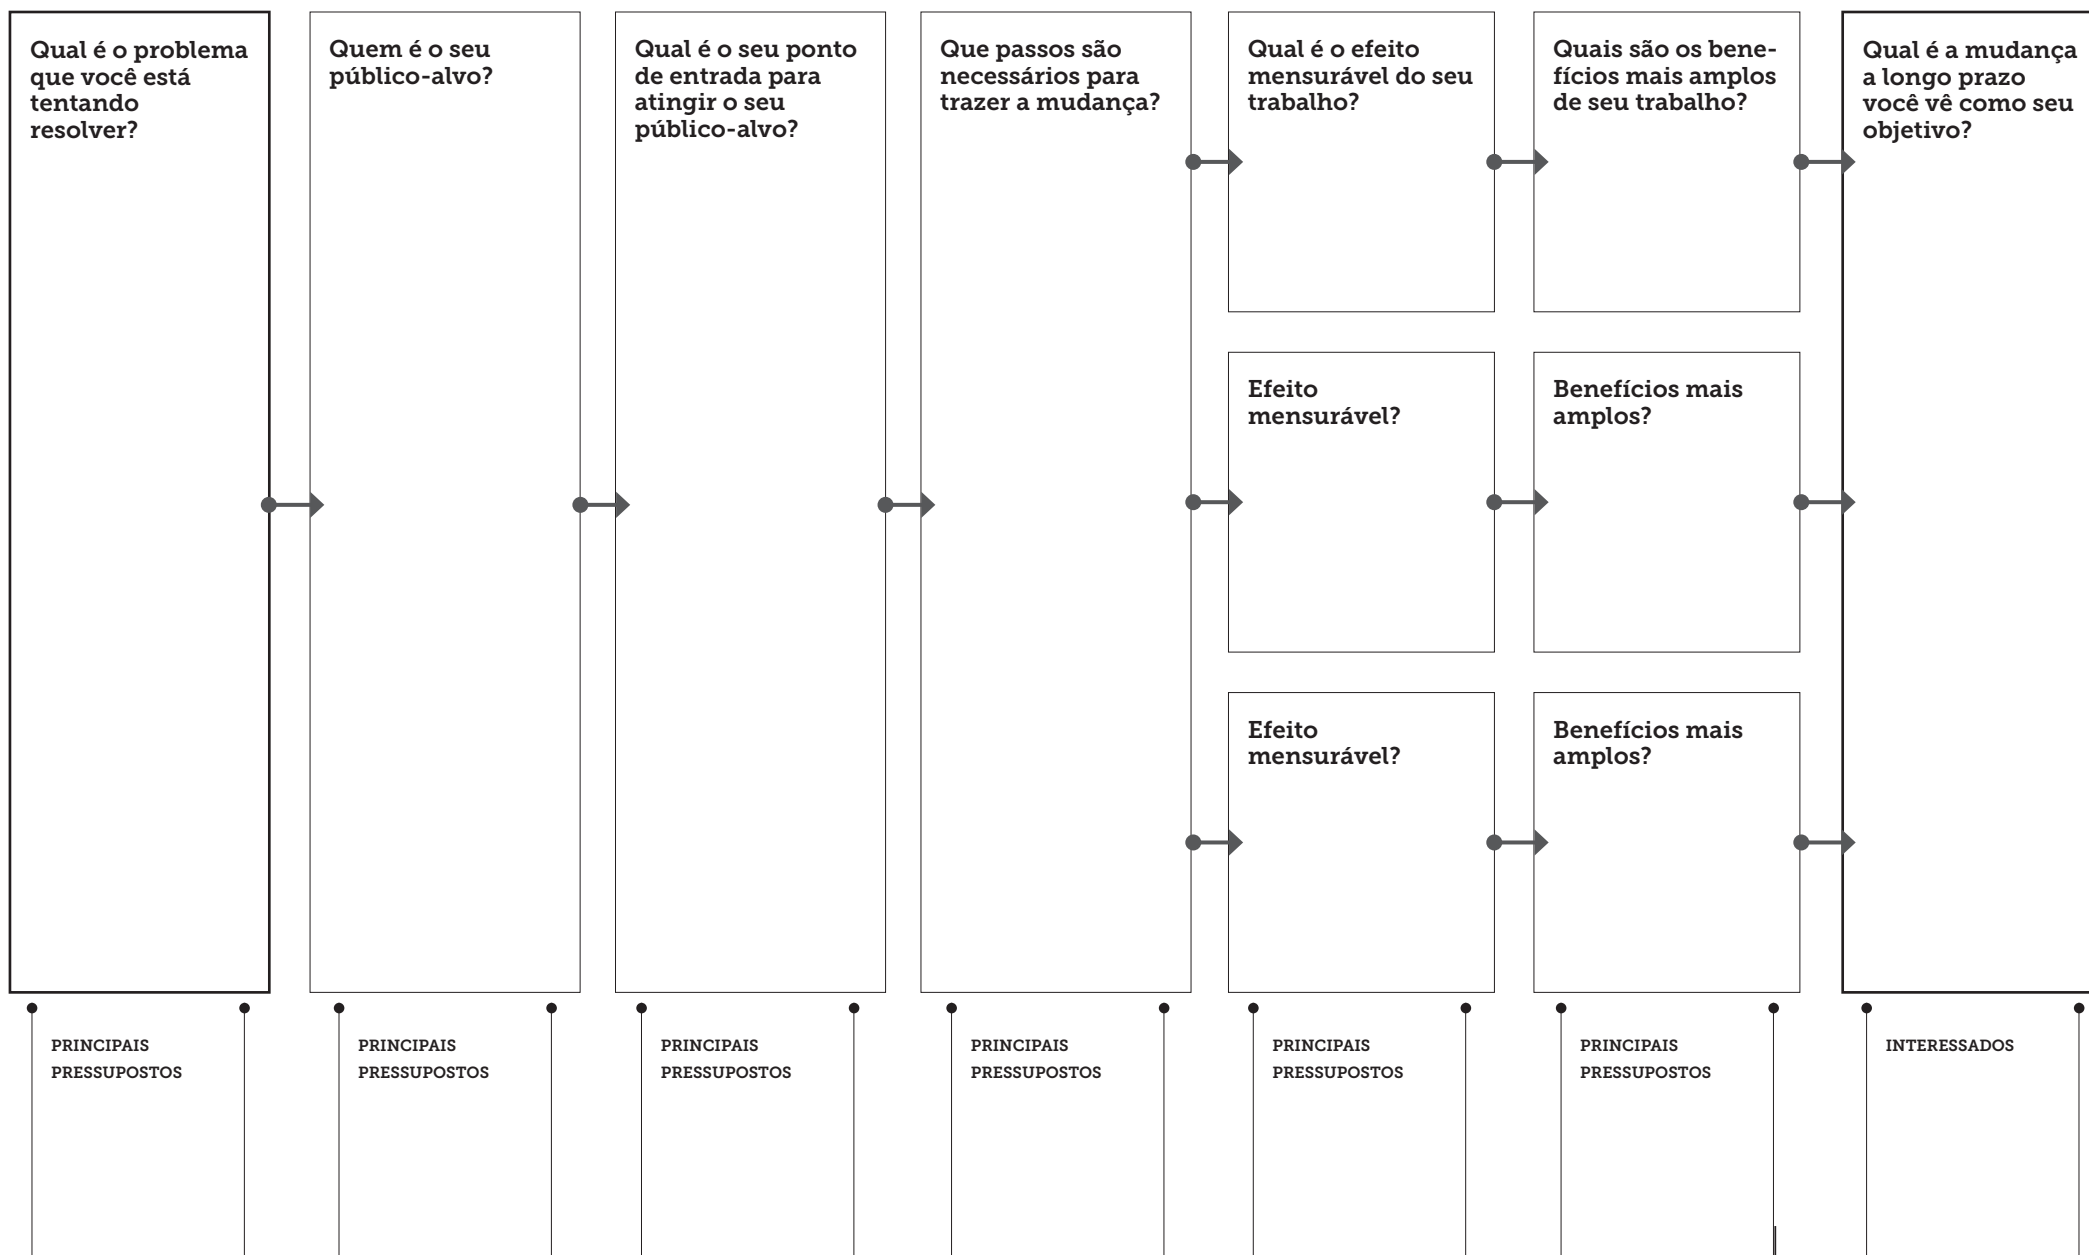 Qual é o problema
que você está
tentando
resolver?
Quem é o seu
público-alvo?
Qual é o seu ponto
de entrada para
atingir o seu
público-alvo?
Que passos são
necessários para
trazer a mudança?
Qual é o efeito
mensurável do seu
trabalho?
Quais são os bene-
fícios mais amplos
de seu trabalho?
Qual é a mudança
a longo prazo
você vê como seu
objetivo?
Efeito
mensurável?
Benefícios mais
amplos?
Efeito
mensurável?
Benefícios mais
amplos?
PRINCIPAIS
PRESSUPOSTOS
PRINCIPAIS
PRESSUPOSTOS
PRINCIPAIS
PRESSUPOSTOS
PRINCIPAIS
PRESSUPOSTOS
PRINCIPAIS
PRESSUPOSTOS
PRINCIPAIS
PRESSUPOSTOS
INTERESSADOS